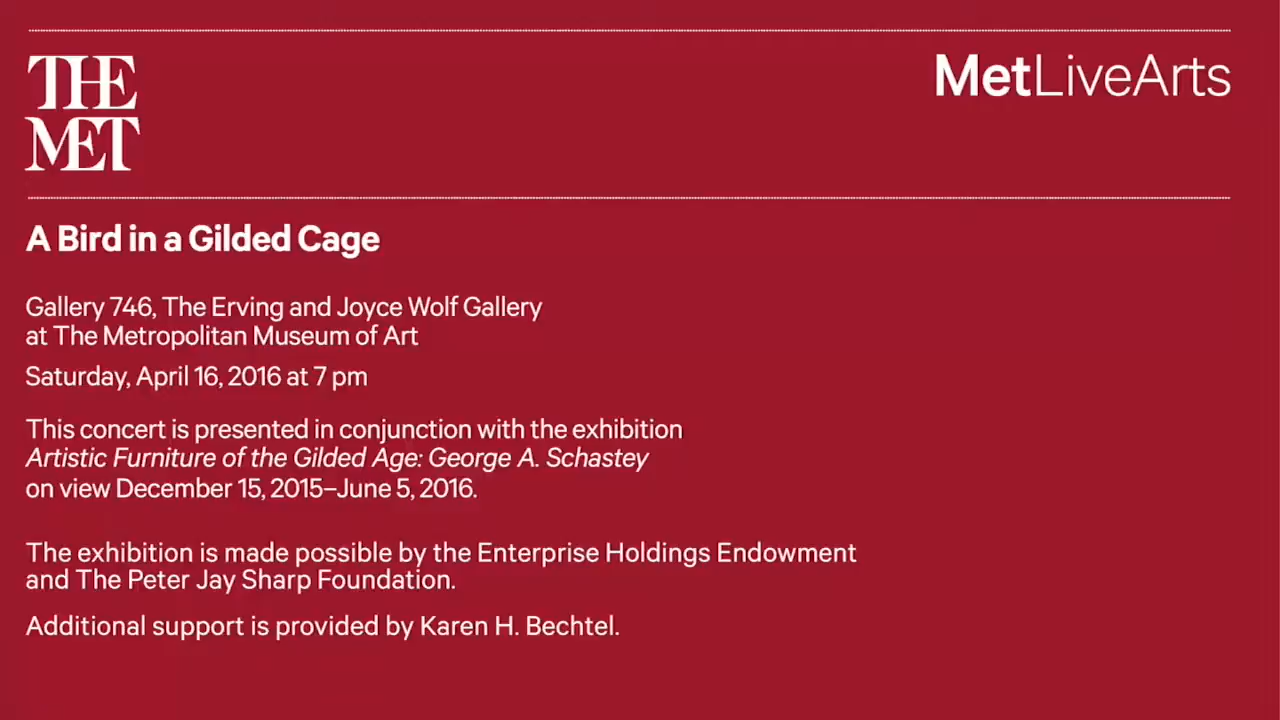 THE
MET
MetLiveArts
A Bird in a Gilded Cage
Gallery 746, The Erving and Joyce Wolf Gallery
at The Metropolitan Museum of Art
Saturday, April 16, 2016 at 7 pm
This concert is presented in conjunction with the exhibition
Artistic Furniture of the Gilded Age: George A. Schastey
on view December 15, 2015–June 5, 2016.
The exhibition is made possible by the Enterprise Holdings Endowment
and The Peter Jay Sharp Foundation.
Additional support is provided by Karen H. Bechtel.